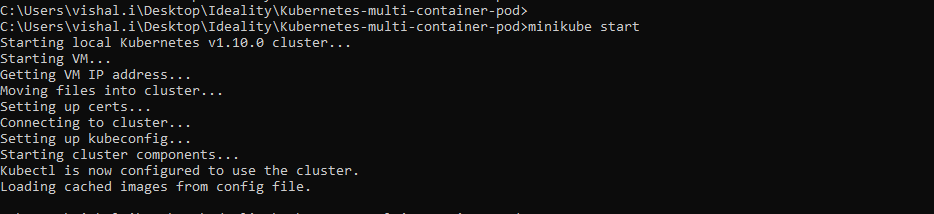 C:\Users\vishal.i\Desktop\Ideality\Kubernetes-multi-container-pod>
C:\Users\vishal.i\Desktop\Ideality\Kubernetes-multi-container-pod>minikube start
Starting local Kubernetes v1.10.0 cluster...
Starting VM...
Getting VM IP address...
Moving files into cluster...
Setting up certs...
Connecting to cluster...
Setting up kubeconfig...
Starting cluster components...
Kubectl is now configured to use the cluster.
Loading cached images from config file.